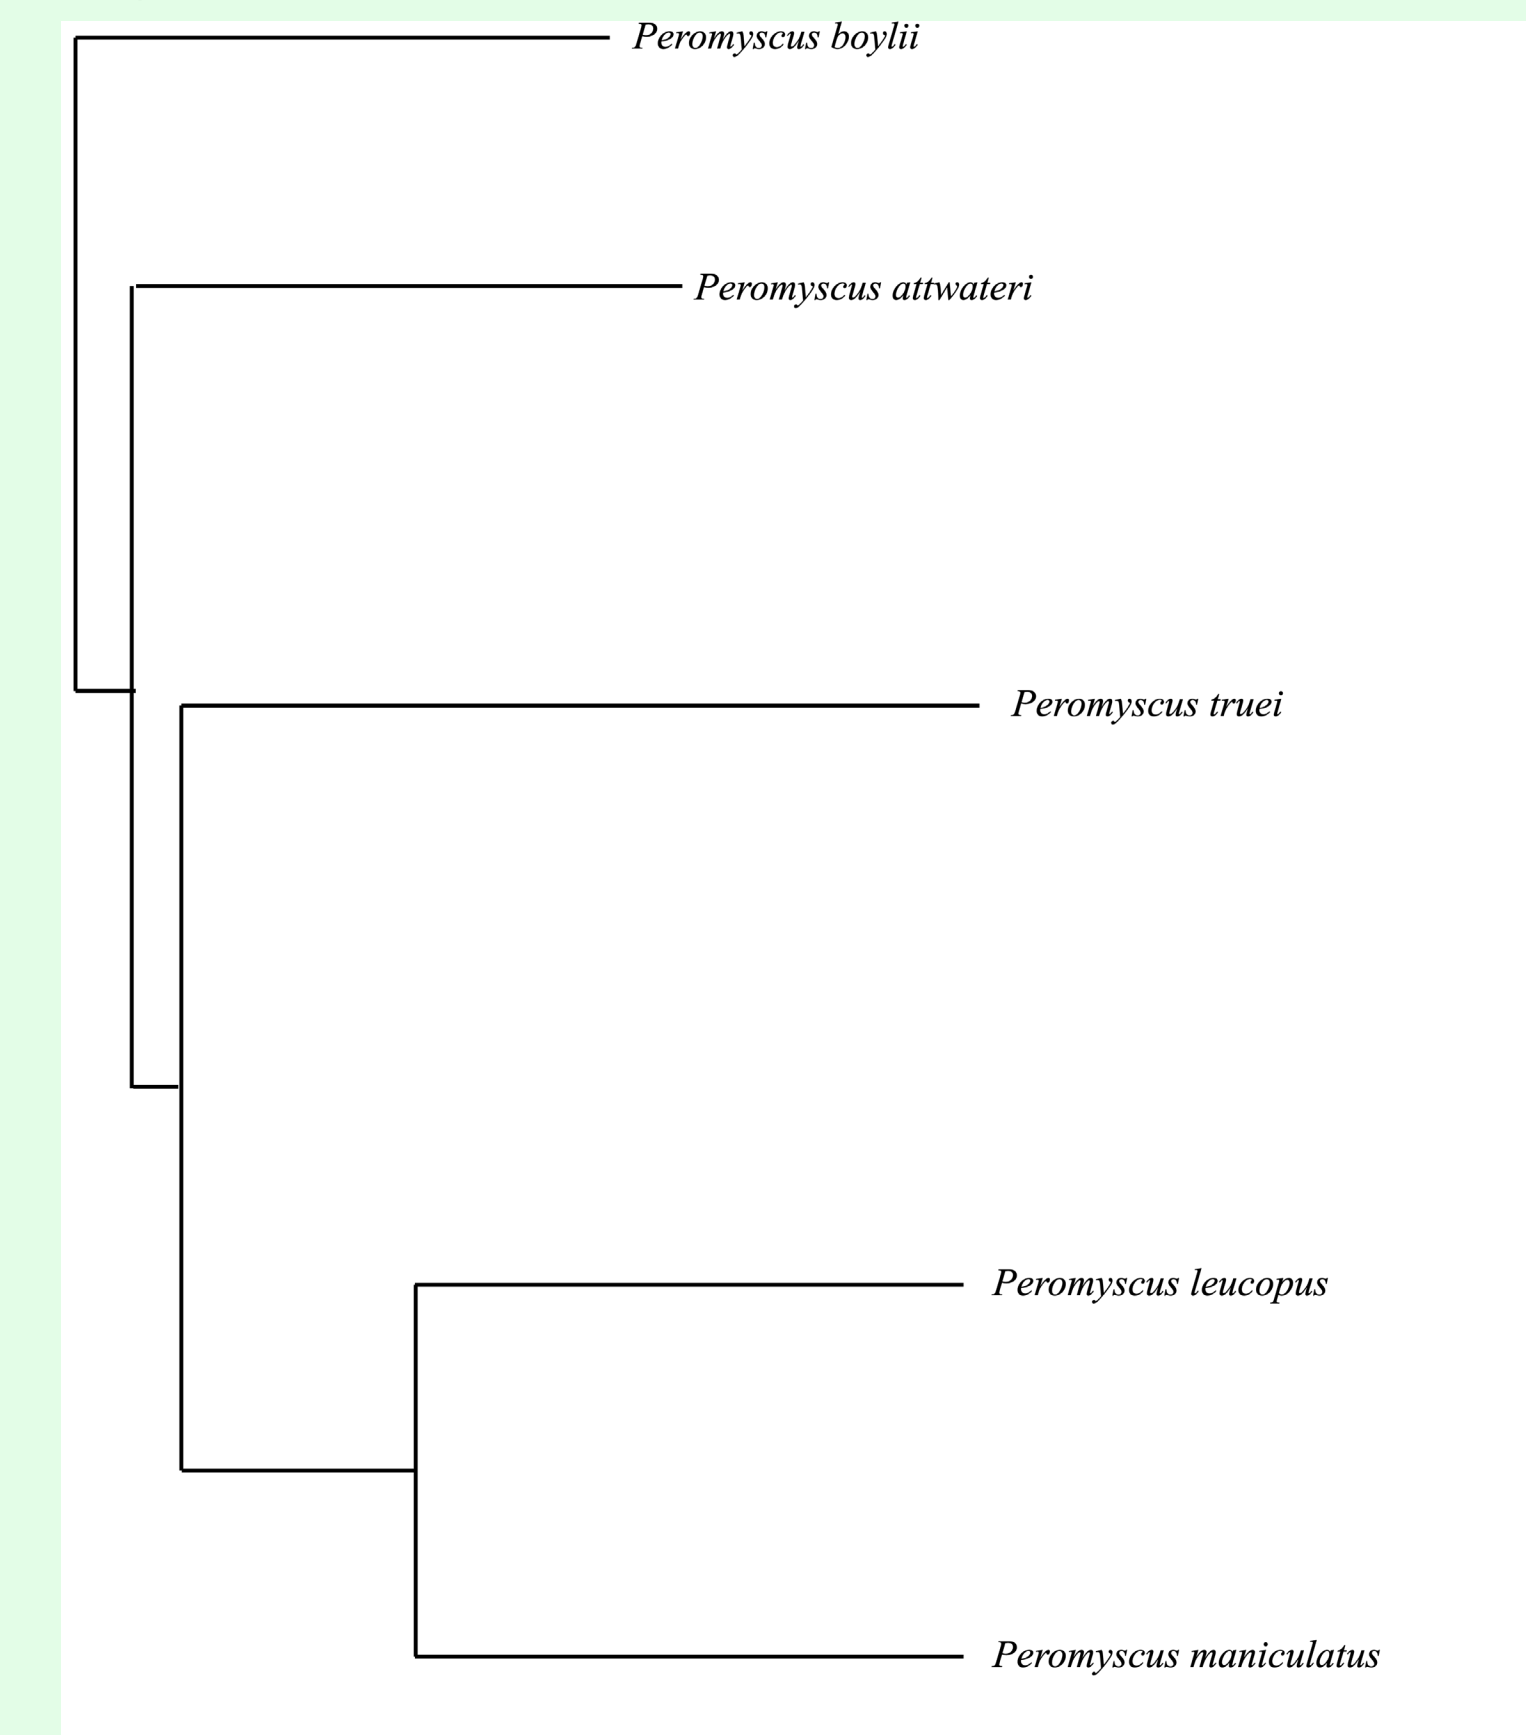 Peromyscus boylii
Peromyscus attwateri
Peromyscus truei
Peromyscus leucopus
Peromyscus maniculatus